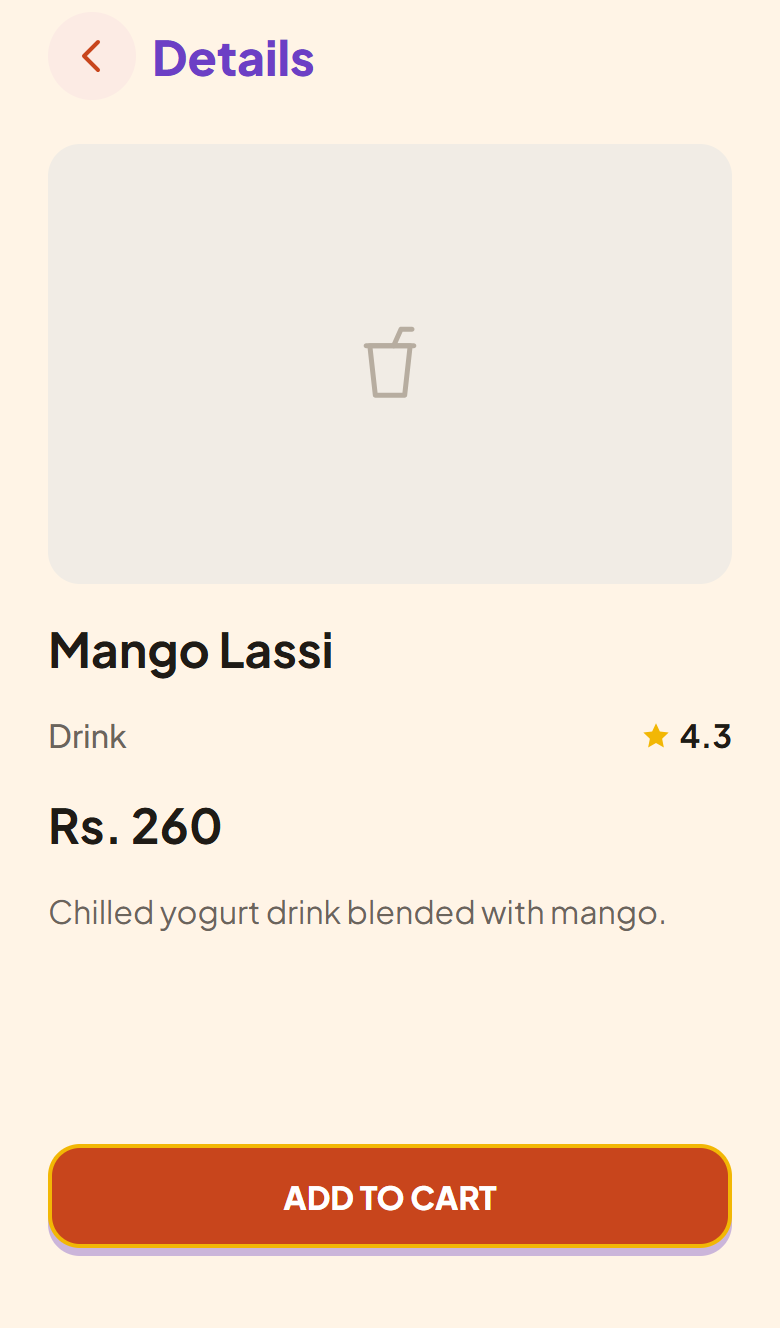 Details
Mango Lassi
Drink
4.3
Rs. 260
Chilled yogurt drink blended with mango.
ADD TO CART